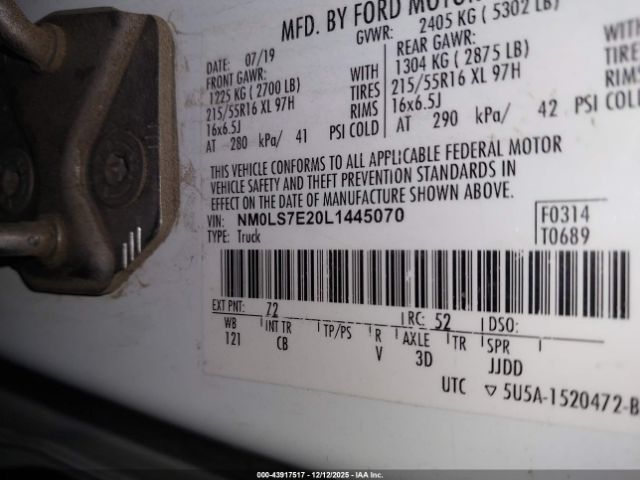 MFD. BY FORD MOTOR
DATE: 07/19 GVWR: 2405 KG ( 5302 LB)
FRONT GAWR: REAR GAWR: WITH
1225 KG ( 2700 LB) WITH 1304 KG ( 2875 LB) TIRES
215/55R16 XL 97H TIRES 215/55R16 XL 97H RIMS
16x6.5J RIMS 16x6.5J
AT 280 kPa/ 41 PSI COLD AT 290 kPa/ 42 PSI COLD
THIS VEHICLE CONFORMS TO ALL APPLICABLE FEDERAL MOTOR
VEHICLE SAFETY AND THEFT PREVENTION STANDARDS IN
EFFECT ON THE DATE OF MANUFACTURE SHOWN ABOVE.
VIN: NM0LS7E20L1445070 F0314
TYPE: Truck T0689
EXT PNT: 72 RC: 52 DSO:
WB INT TR TP/PS R AXLE TR SPR
121 CB V 3D JJDD
UTC ▽ 5U5A-1520472-B
000-43917517 - 12/12/2025 - IAA Inc.